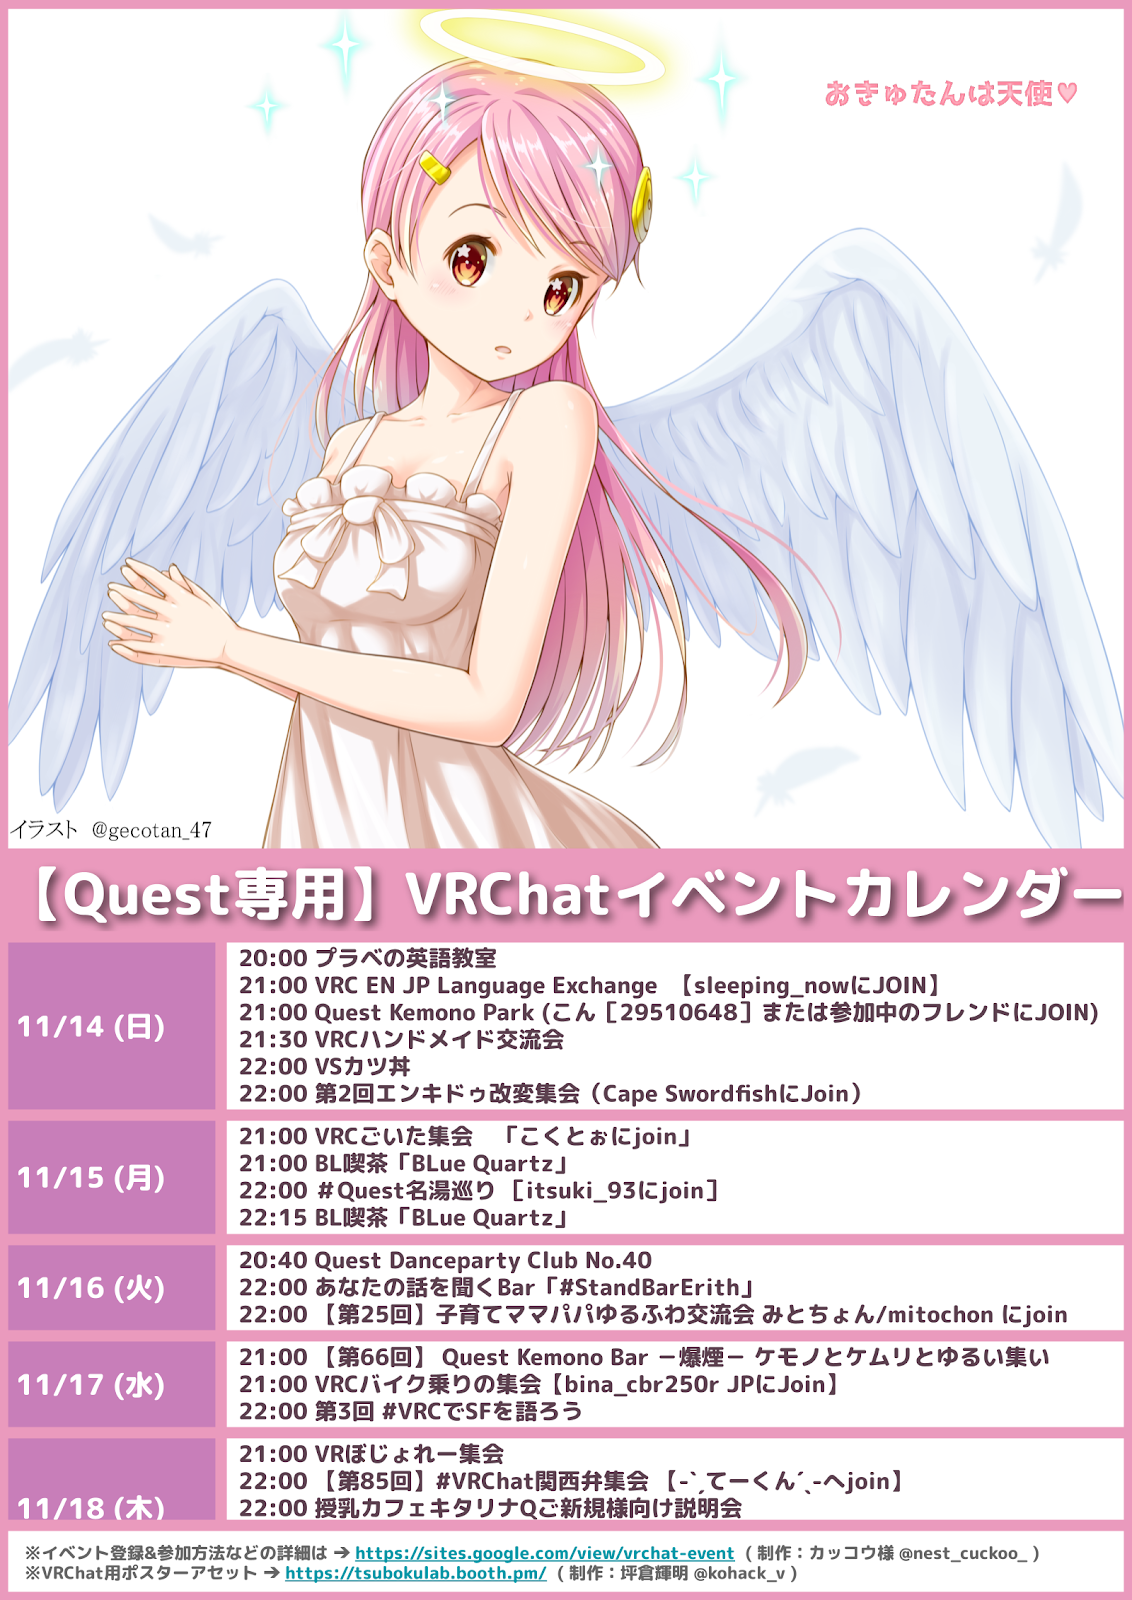 おきゅたんは天使♥
イラスト @gecotan_47
【Quest専用】VRChatイベントカレンダー
11/14 (日)
20:00 プラベの英語教室
21:00 VRC EN JP Language Exchange 【sleeping_nowにJOIN】
21:00 Quest Kemono Park (こん［29510648］または参加中のフレンドにJOIN)
21:30 VRCハンドメイド交流会
22:00 VSカツ丼
22:00 第2回エンキドゥ改変集会（Cape SwordfishにJoin）
11/15 (月)
21:00 VRCごいた集会　「こくとぉにjoin」
21:00 BL喫茶「BLue Quartz」
22:00 ＃Quest名湯巡り ［itsuki_93にjoin］
22:15 BL喫茶「BLue Quartz」
11/16 (火)
20:40 Quest Danceparty Club No.40
22:00 あなたの話を聞くBar「#StandBarErith」
22:00 【第25回】子育てママパパゆるふわ交流会 みとちょん/mitochon にjoin
11/17 (水)
21:00 【第66回】 Quest Kemono Bar －爆煙－ ケモノとケムリとゆるい集い
21:00 VRCバイク乗りの集会【bina_cbr250r JPにJoin】
22:00 第3回 #VRCでSFを語ろう
11/18 (木)
21:00 VRぼじょれー集会
22:00 【第85回】#VRChat関西弁集会 【-ˋˏてーくんˊˎ-へjoin】
22:00 授乳カフェキタリナQご新規様向け説明会
※イベント登録&参加方法などの詳細は → https://sites.google.com/view/vrchat-event ( 制作：カッコウ様 @nest_cuckoo_ )
※VRChat用ポスターアセット → https://tsubokulab.booth.pm/ ( 制作：坪倉輝明 @kohack_v )